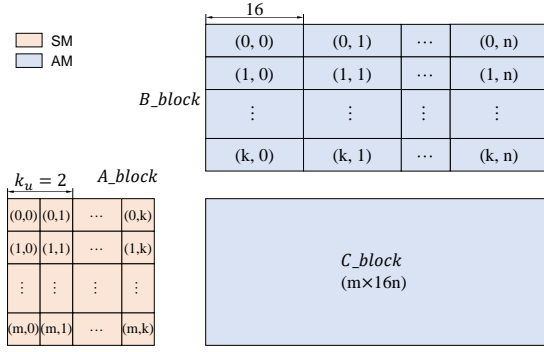 16
SM
AM
(0, 0) (0, 1) ⋯ (0, n)
(1, 0) (1, 1) ⋯ (1, n)
B_block
⋮ ⋮ ⋮
(k, 0) (k, 1) ⋯ (k, n)
A_block
k_u = 2
(0,0) (0,1) ⋯ (0,k)
(1,0) (1,1) ⋯ (1,k)
⋮ ⋮ ⋮ ⋮
(m,0) (m,1) ⋯ (m,k)
C_block
(m×16n)